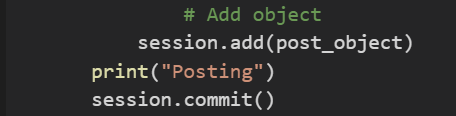 # Add object
session.add(post_object)
print("Posting")
session.commit()